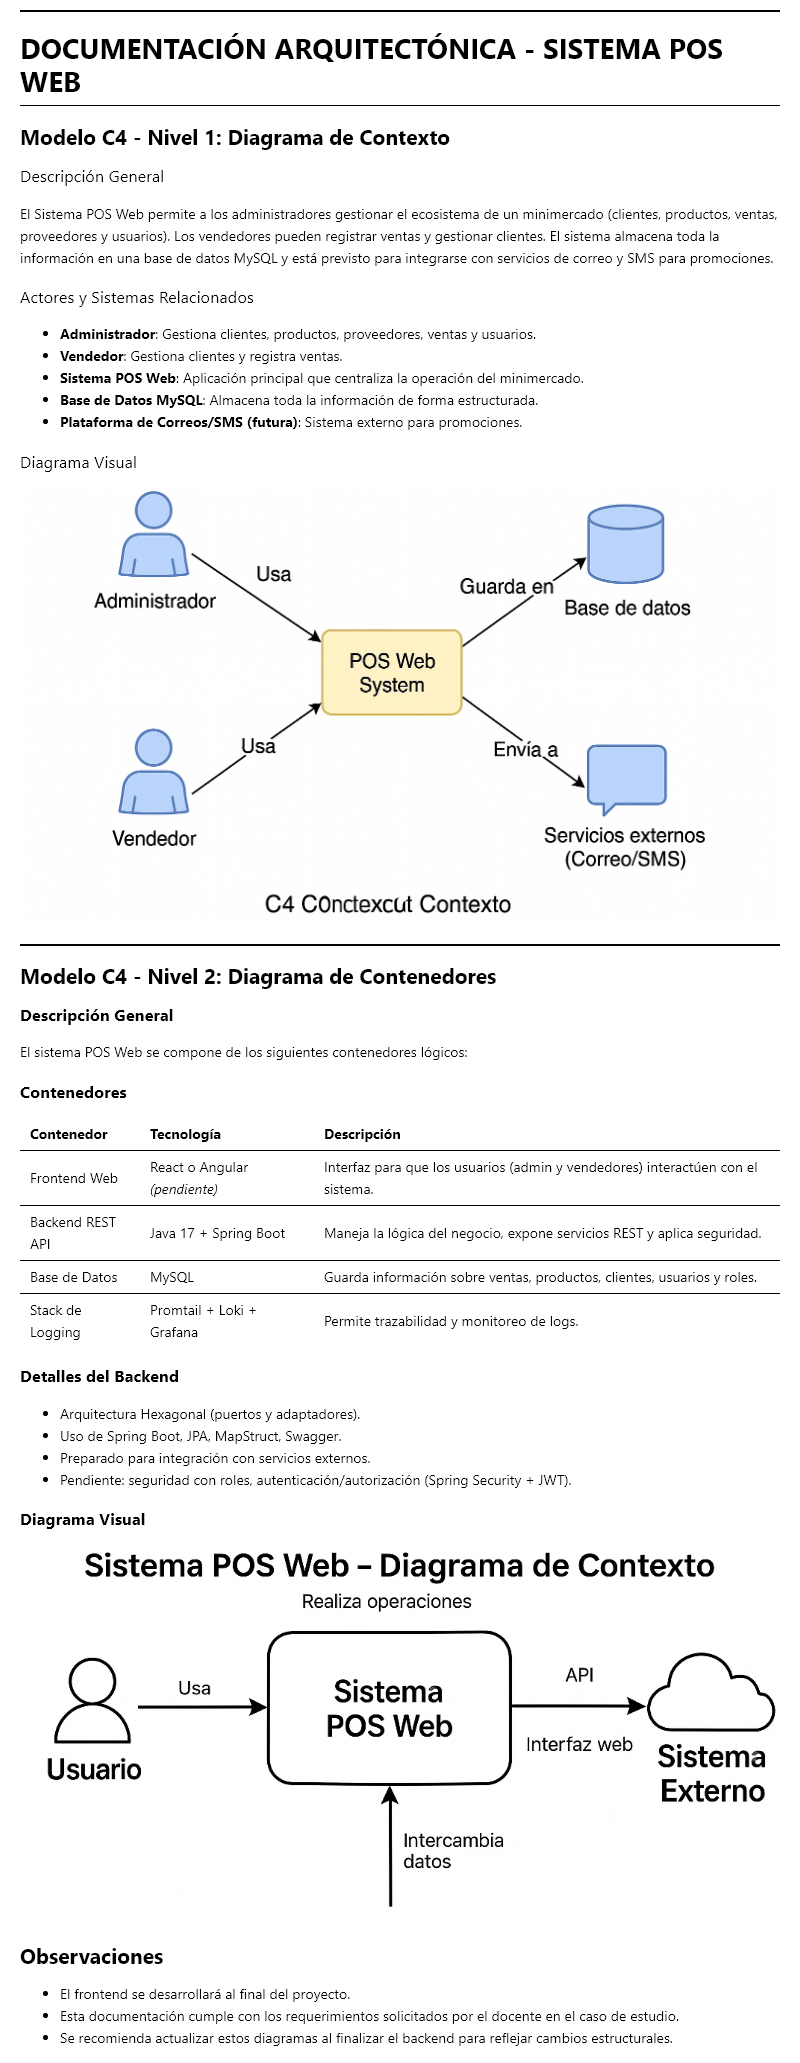 DOCUMENTACIÓN ARQUITECTÓNICA - SISTEMA POS
WEB
Modelo C4 - Nivel 1: Diagrama de Contexto
Descripción General
El Sistema POS Web permite a los administradores gestionar el ecosistema de un minimercado (clientes, productos, ventas,
proveedores y usuarios). Los vendedores pueden registrar ventas y gestionar clientes. El sistema almacena toda la
información en una base de datos MySQL y está previsto para integrarse con servicios de correo y SMS para promociones.
Actores y Sistemas Relacionados
• Administrador: Gestiona clientes, productos, proveedores, ventas y usuarios.
• Vendedor: Gestiona clientes y registra ventas.
• Sistema POS Web: Aplicación principal que centraliza la operación del minimercado.
• Base de Datos MySQL: Almacena toda la información de forma estructurada.
• Plataforma de Correos/SMS (futura): Sistema externo para promociones.
Diagrama Visual
Usa
Guarda en
Administrador
Base de datos
POS Web
System
Usa
Envía a
Vendedor
Servicios externos
(Correo/SMS)
C4 C0nctexcut Contexto
Modelo C4 - Nivel 2: Diagrama de Contenedores
Descripción General
El sistema POS Web se compone de los siguientes contenedores lógicos:
Contenedores
Contenedor Tecnología Descripción
Frontend Web
React o Angular
(pendiente)
Interfaz para que los usuarios (admin y vendedores) interactúen con el
sistema.
Backend REST
API
Java 17 + Spring Boot
Maneja la lógica del negocio, expone servicios REST y aplica seguridad.
Base de Datos MySQL Guarda información sobre ventas, productos, clientes, usuarios y roles.
Stack de
Logging
Promtail + Loki +
Grafana
Permite trazabilidad y monitoreo de logs.
Detalles del Backend
• Arquitectura Hexagonal (puertos y adaptadores).
• Uso de Spring Boot, JPA, MapStruct, Swagger.
• Preparado para integración con servicios externos.
• Pendiente: seguridad con roles, autenticación/autorización (Spring Security + JWT).
Diagrama Visual
Sistema POS Web – Diagrama de Contexto
Realiza operaciones
Usa
Usuario
Sistema
POS Web
API
Interfaz web
Sistema
Externo
Intercambia
datos
Observaciones
• El frontend se desarrollará al final del proyecto.
• Esta documentación cumple con los requerimientos solicitados por el docente en el caso de estudio.
• Se recomienda actualizar estos diagramas al finalizar el backend para reflejar cambios estructurales.